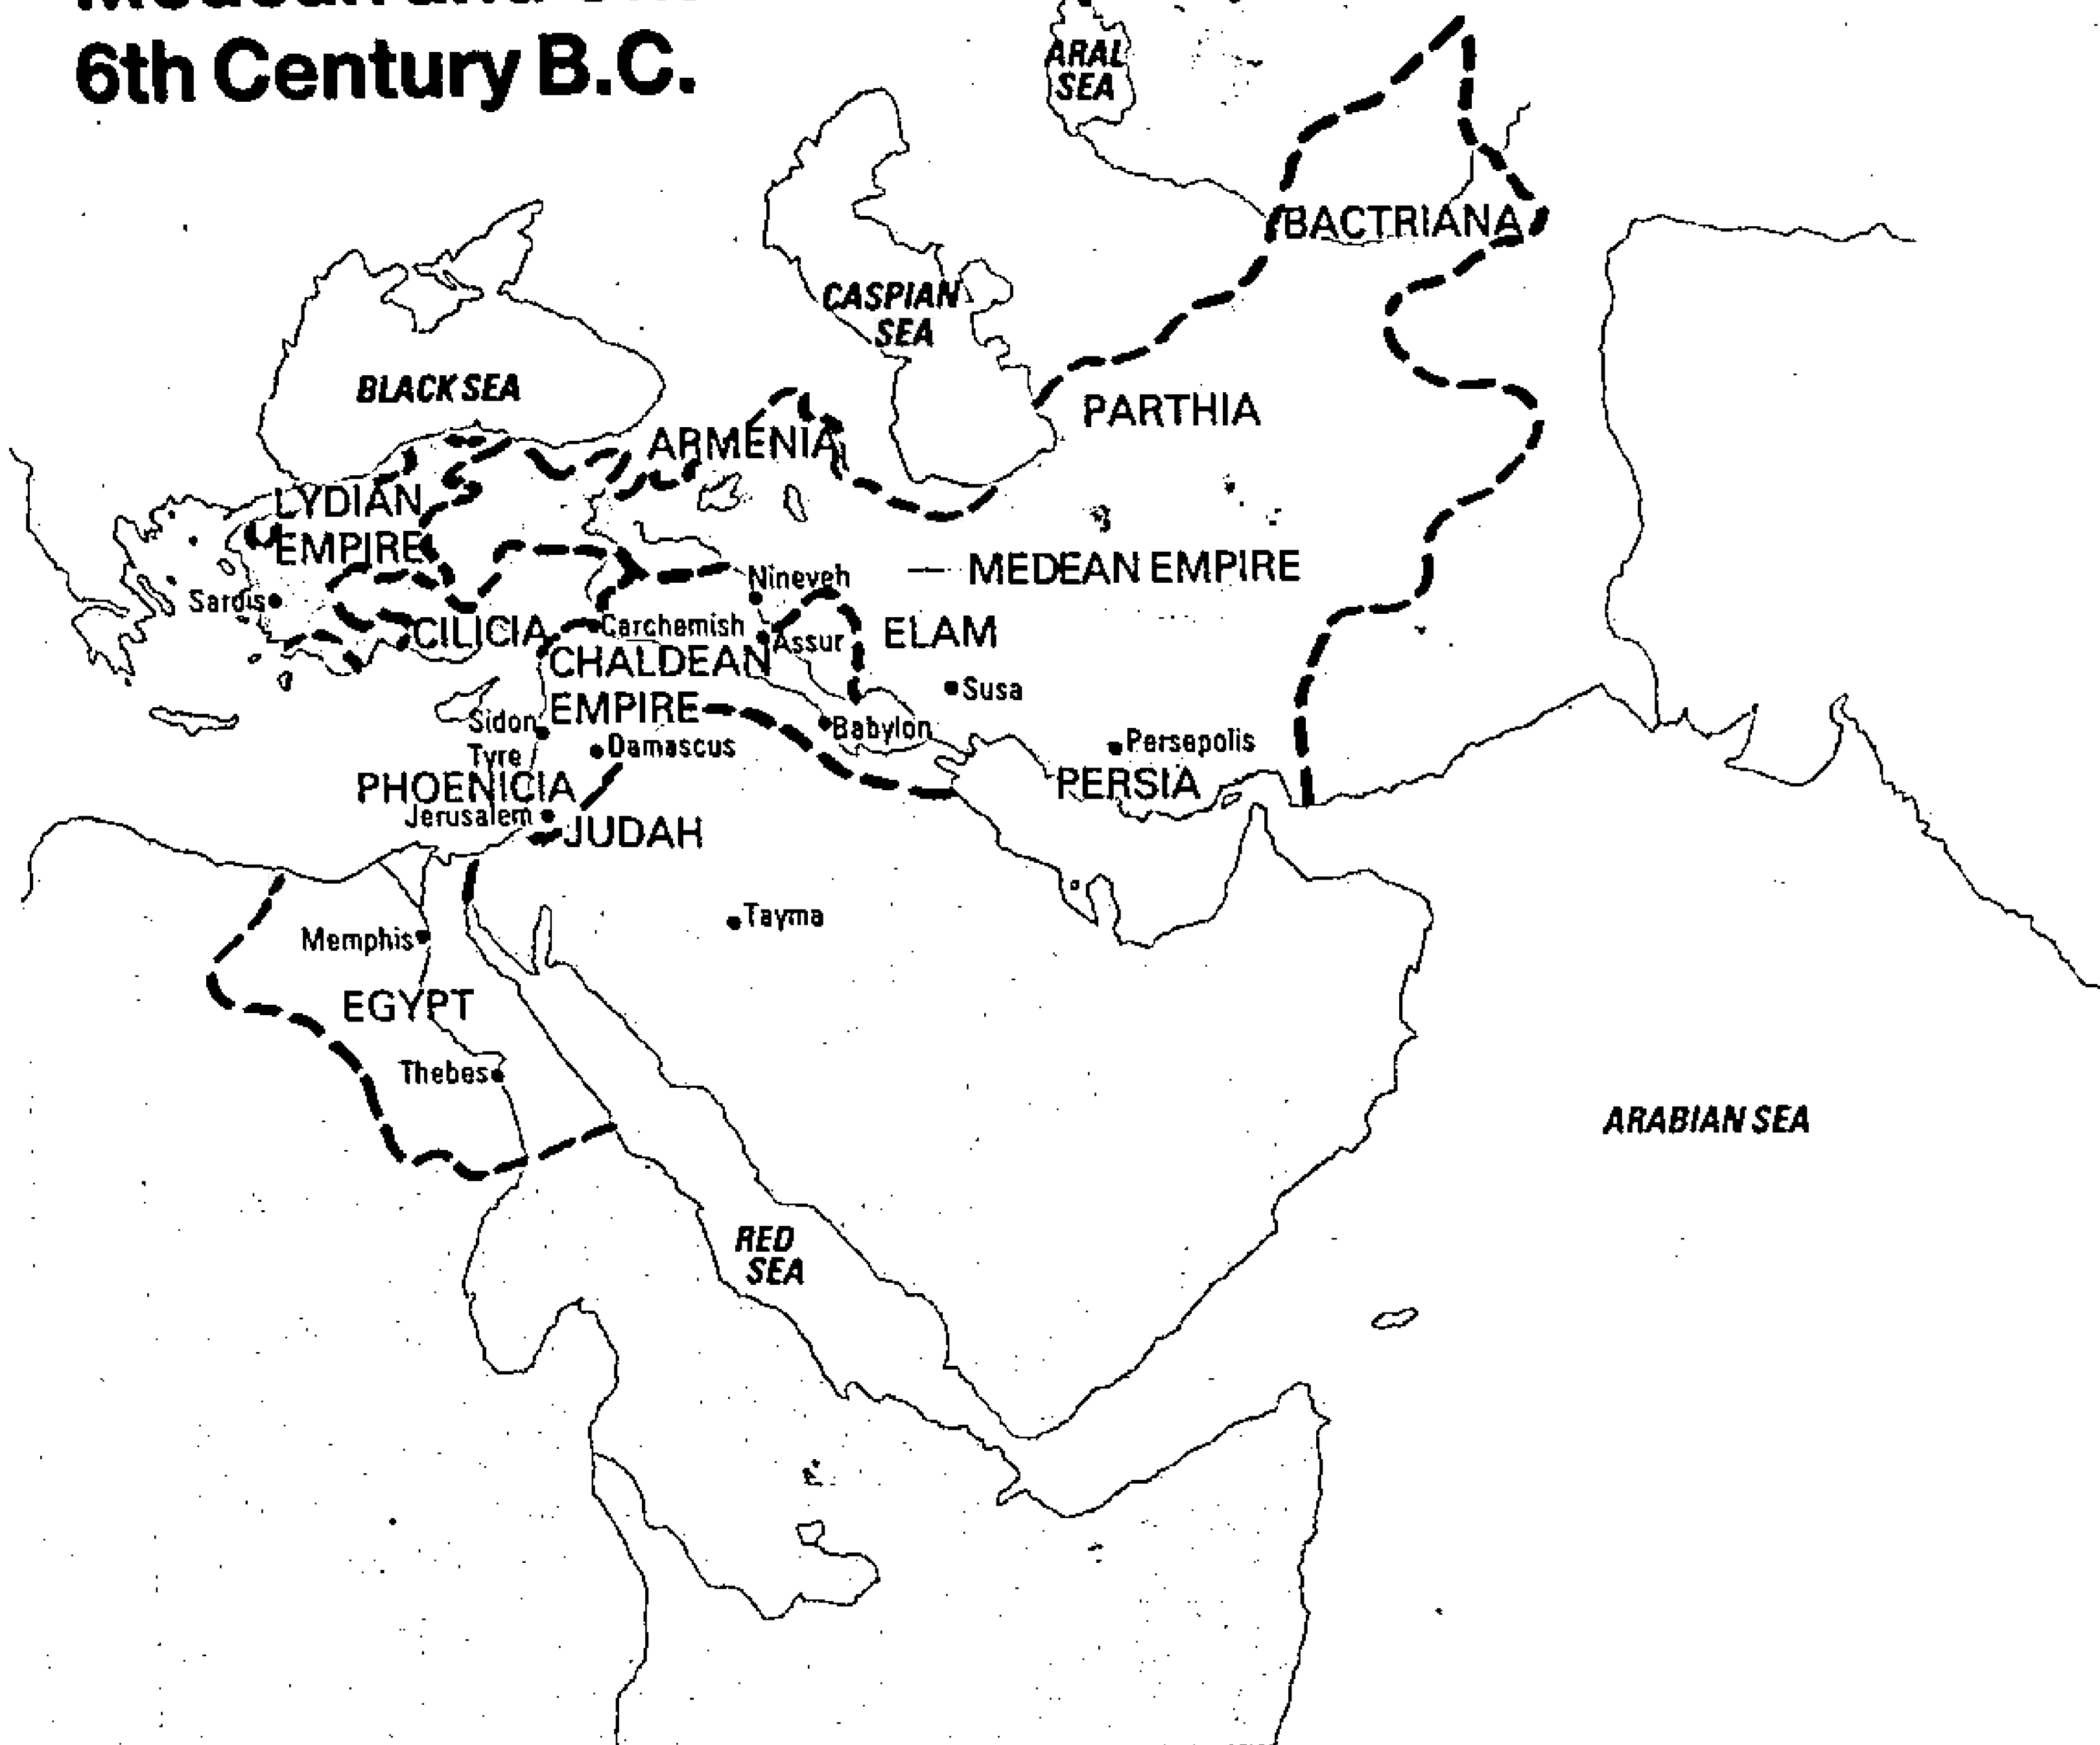 6th Century B.C.
ARAL
SEA
BACTRIANA
CASPIAN
SEA
BLACK SEA
PARTHIA
ARMENIA
LYDIAN
EMPIRE
MEDEAN EMPIRE
Nineveh
Sardis
CILICIA
Carchemish
Assur
ELAM
CHALDEAN
EMPIRE
Susa
Sidon
Babylon
Damascus
Tyre
Persepolis
PHOENICIA
PERSIA
Jerusalem
JUDAH
Tayma
Memphis
EGYPT
Thebes
ARABIAN SEA
RED
SEA